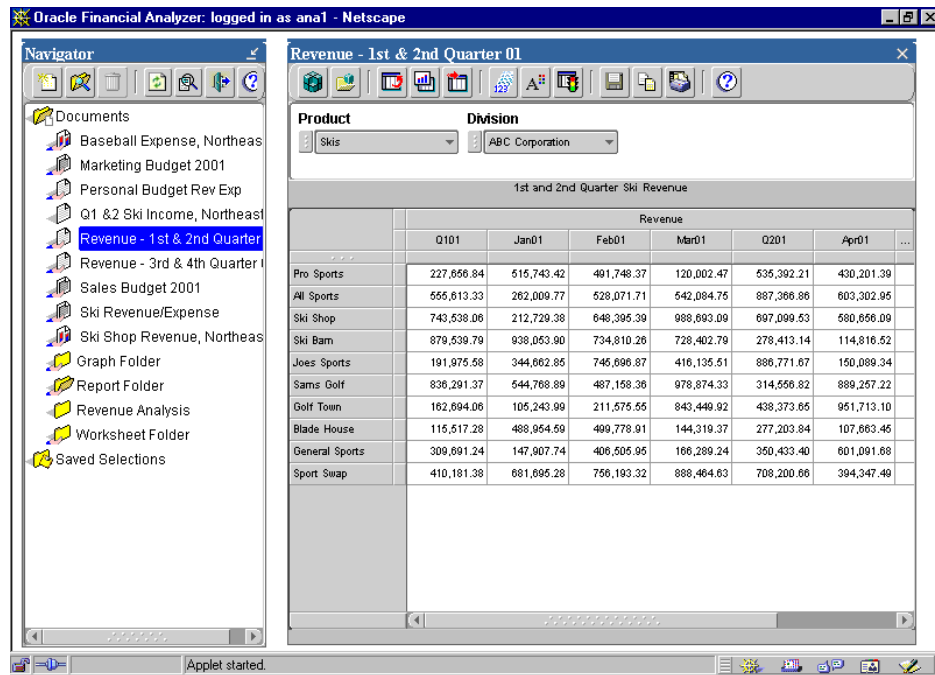 Oracle Financial Analyzer: logged in as ana1 - Netscape
Navigator
Documents
Baseball Expense, Northeas
Marketing Budget 2001
Personal Budget Rev Exp
Q1 &2 Ski Income, Northeast
Revenue - 1st & 2nd Quarter
Revenue - 3rd & 4th Quarter
Sales Budget 2001
Ski Revenue/Expense
Ski Shop Revenue, Northeas
Graph Folder
Report Folder
Revenue Analysis
Worksheet Folder
Saved Selections
Revenue - 1st & 2nd Quarter 01
Product Division
Skis ABC Corporation
1st and 2nd Quarter Ski Revenue
Revenue
Q101 Jan01 Feb01 Mar01 Q201 Apr01 ...
Pro Sports 227,656.84 515,743.42 491,748.37 120,002.47 535,392.21 430,201.39
All Sports 555,613.33 262,009.77 528,071.71 542,084.75 887,366.86 603,302.95
Ski Shop 743,538.06 212,729.38 648,395.39 988,693.09 697,099.53 580,656.09
Ski Barn 879,539.79 938,053.90 734,810.26 728,402.79 278,413.14 114,816.52
Joes Sports 191,975.58 344,662.85 745,696.87 416,135.51 886,771.67 150,089.34
Sams Golf 836,291.37 544,768.89 487,158.36 978,874.33 314,556.82 889,257.22
Golf Town 162,694.06 105,243.99 211,575.55 843,449.92 438,373.65 951,713.10
Blade House 115,517.28 488,954.59 499,778.91 144,319.37 277,203.84 107,663.45
General Sports 309,691.24 147,907.74 406,505.95 166,289.24 350,433.40 601,091.68
Sport Swap 410,181.38 681,695.28 756,193.32 888,464.63 708,200.66 394,347.49
Applet started.